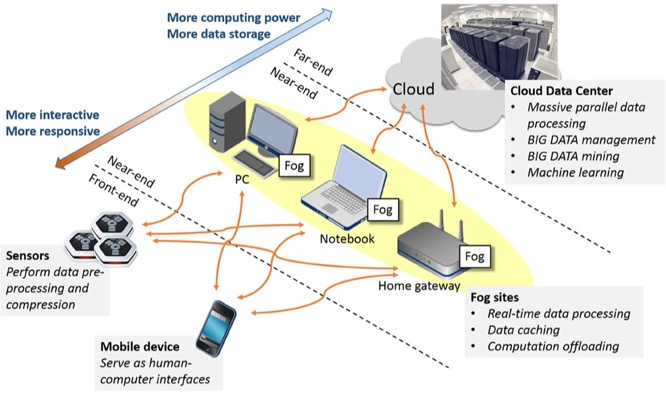 More computing power
More data storage
Far-end
Near-end
Cloud
More interactive
More responsive
Cloud Data Center
• Massive parallel data
processing
• BIG DATA management
• BIG DATA mining
• Machine learning
Near-end
Front-end
Fog
PC
Fog
Notebook
Fog
Home gateway
Sensors
Perform data pre-
processing and
compression
Fog sites
• Real-time data processing
• Data caching
• Computation offloading
Mobile device
Serve as human-
computer interfaces